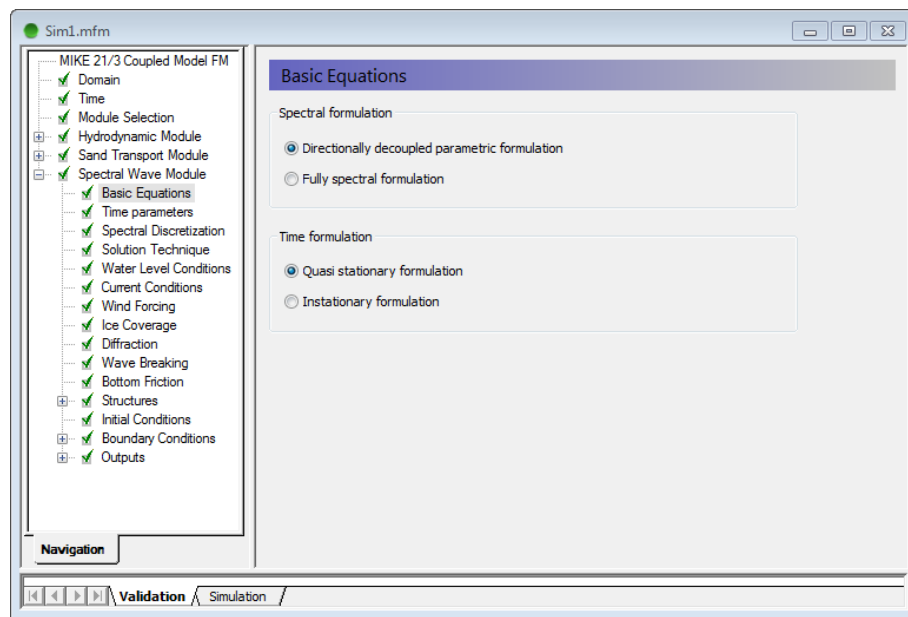 Sim1.mfm
MIKE 21/3 Coupled Model FM
Domain
Time
Module Selection
Hydrodynamic Module
Sand Transport Module
Spectral Wave Module
Basic Equations
Time parameters
Spectral Discretization
Solution Technique
Water Level Conditions
Current Conditions
Wind Forcing
Ice Coverage
Diffraction
Wave Breaking
Bottom Friction
Structures
Initial Conditions
Boundary Conditions
Outputs
Navigation
Basic Equations
Spectral formulation
Directionally decoupled parametric formulation
Fully spectral formulation
Time formulation
Quasi stationary formulation
Instationary formulation
Validation
Simulation